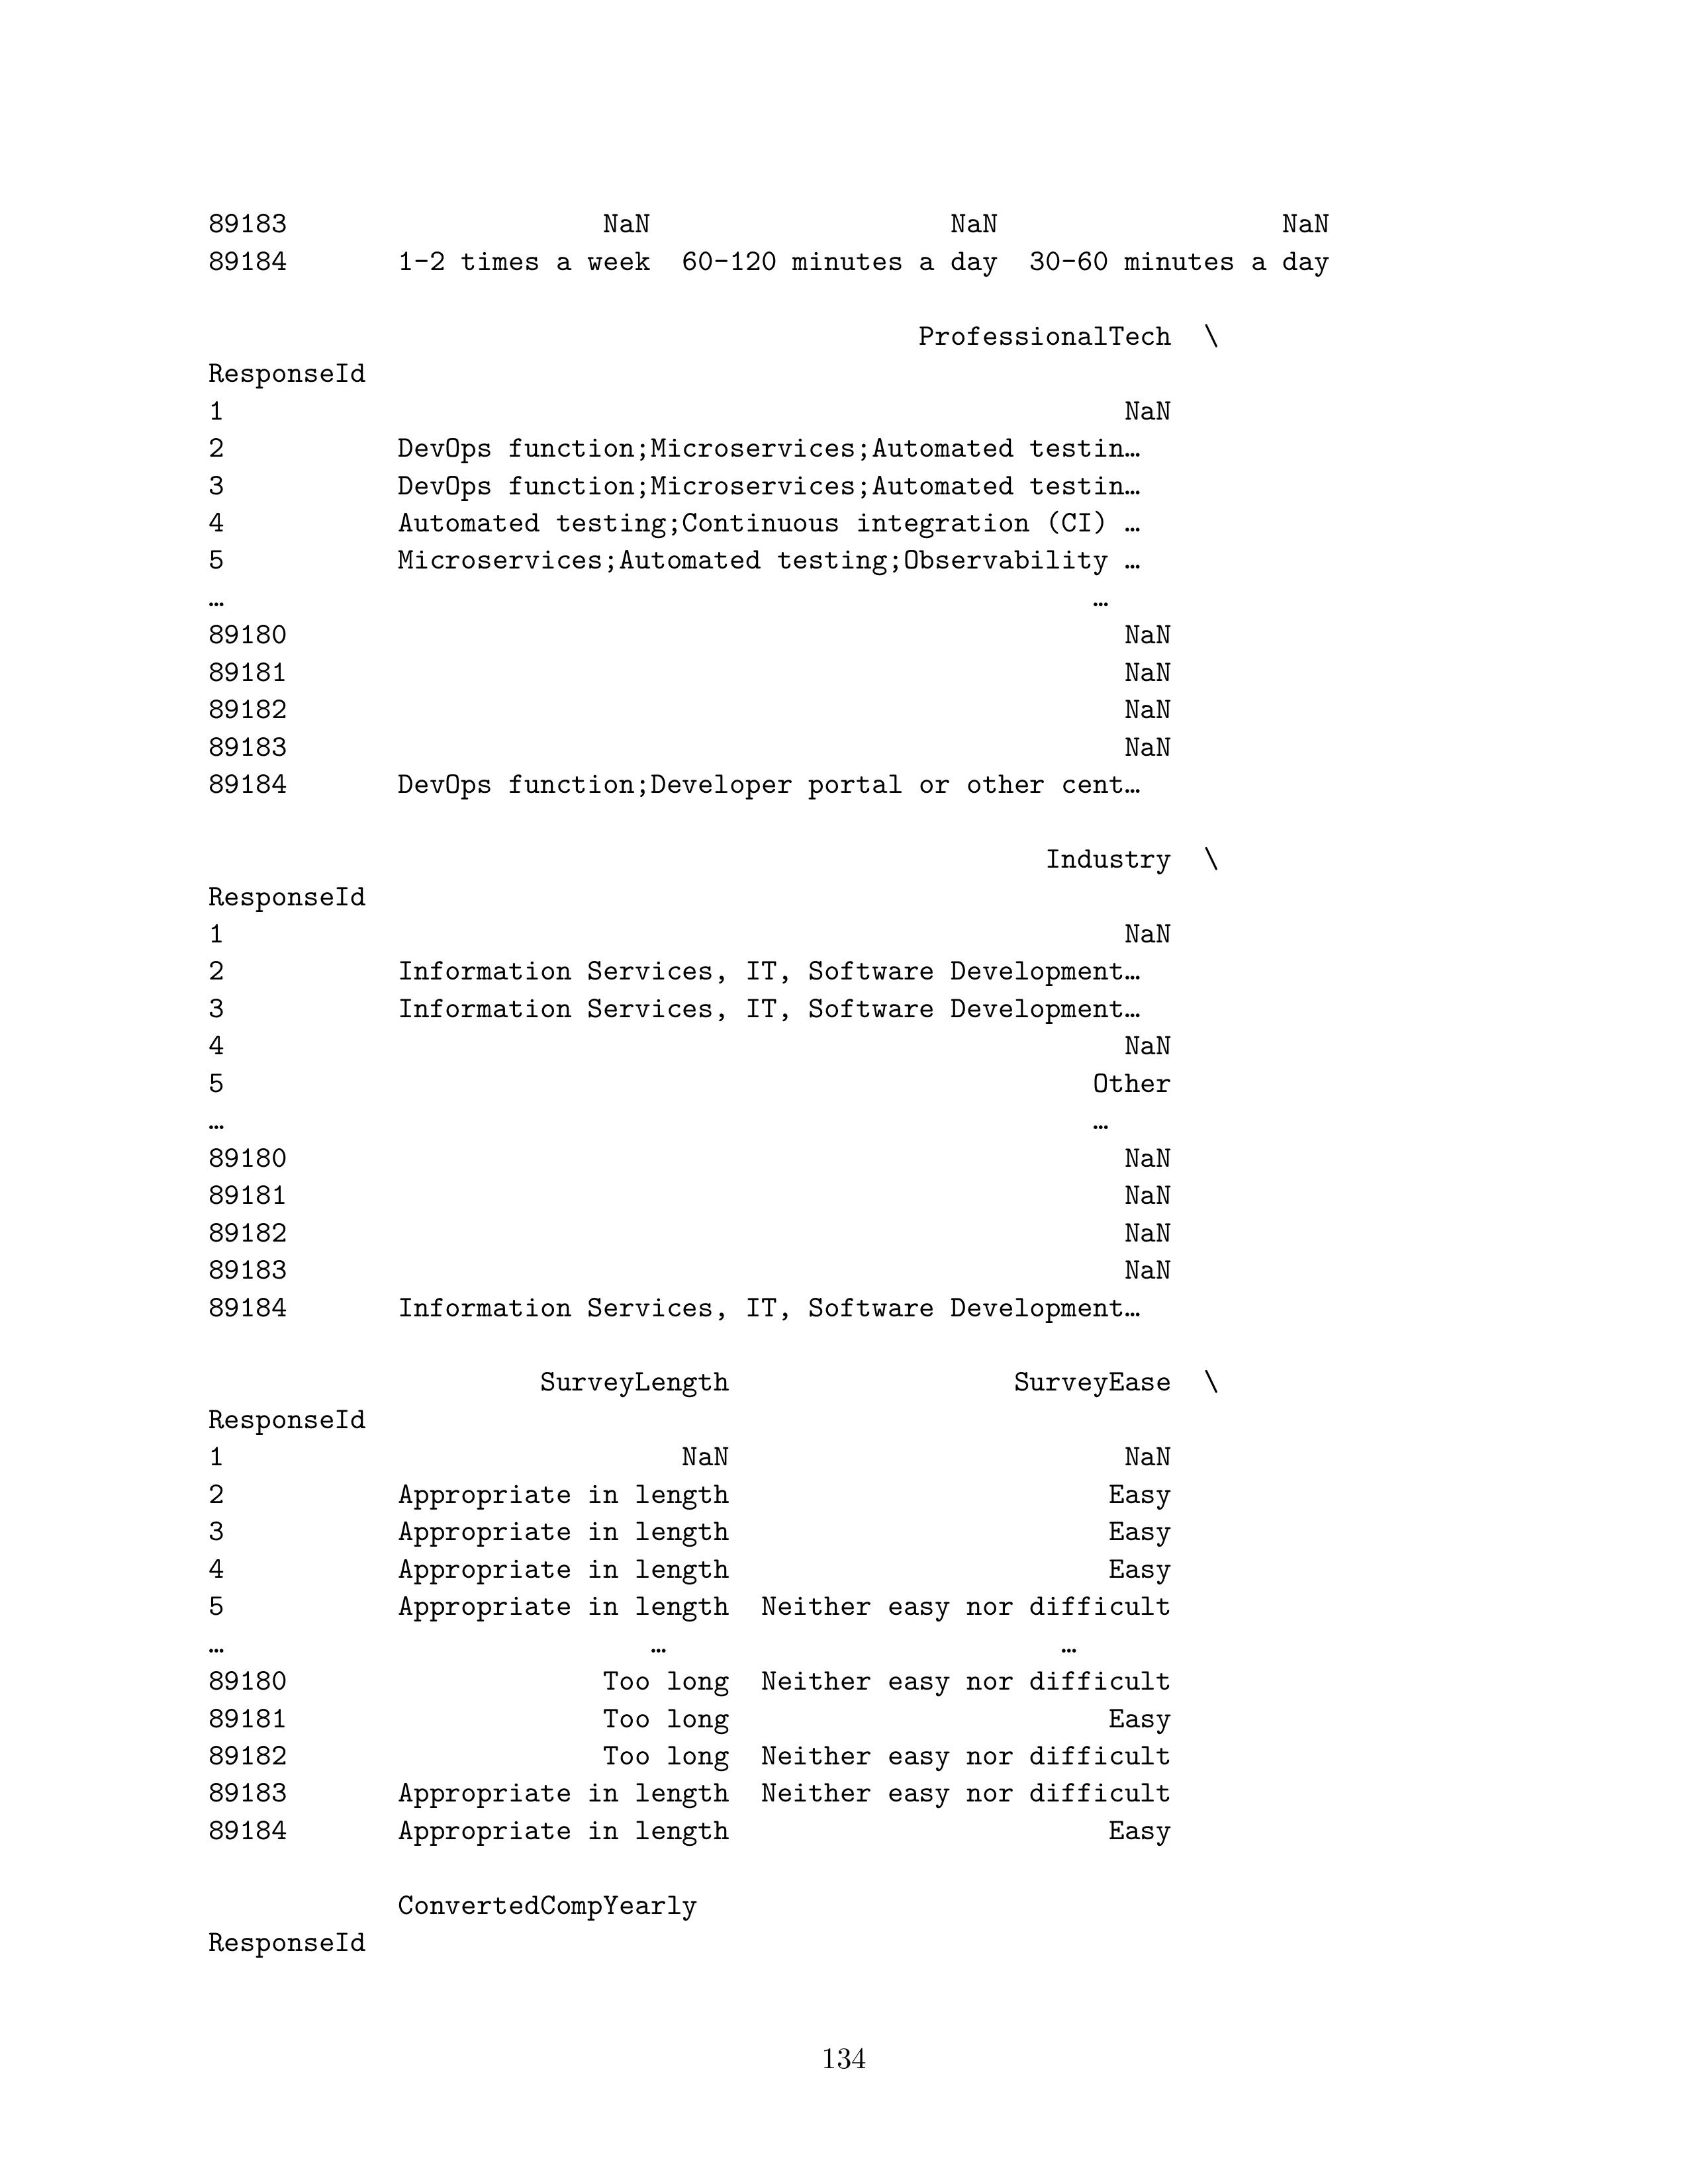 89183                    NaN                   NaN                  NaN
89184       1-2 times a week  60-120 minutes a day  30-60 minutes a day
                                             ProfessionalTech  \
ResponseId
1                                                         NaN
2           DevOps function;Microservices;Automated testin…
3           DevOps function;Microservices;Automated testin…
4           Automated testing;Continuous integration (CI) …
5           Microservices;Automated testing;Observability …
…                                                       …
89180                                                     NaN
89181                                                     NaN
89182                                                     NaN
89183                                                     NaN
89184       DevOps function;Developer portal or other cent…
                                                     Industry  \
ResponseId
1                                                         NaN
2           Information Services, IT, Software Development…
3           Information Services, IT, Software Development…
4                                                         NaN
5                                                       Other
…                                                       …
89180                                                     NaN
89181                                                     NaN
89182                                                     NaN
89183                                                     NaN
89184       Information Services, IT, Software Development…
                     SurveyLength                  SurveyEase  \
ResponseId
1                             NaN                         NaN
2           Appropriate in length                        Easy
3           Appropriate in length                        Easy
4           Appropriate in length                        Easy
5           Appropriate in length  Neither easy nor difficult
…                           …                         …
89180                    Too long  Neither easy nor difficult
89181                    Too long                        Easy
89182                    Too long  Neither easy nor difficult
89183       Appropriate in length  Neither easy nor difficult
89184       Appropriate in length                        Easy
            ConvertedCompYearly
ResponseId
134